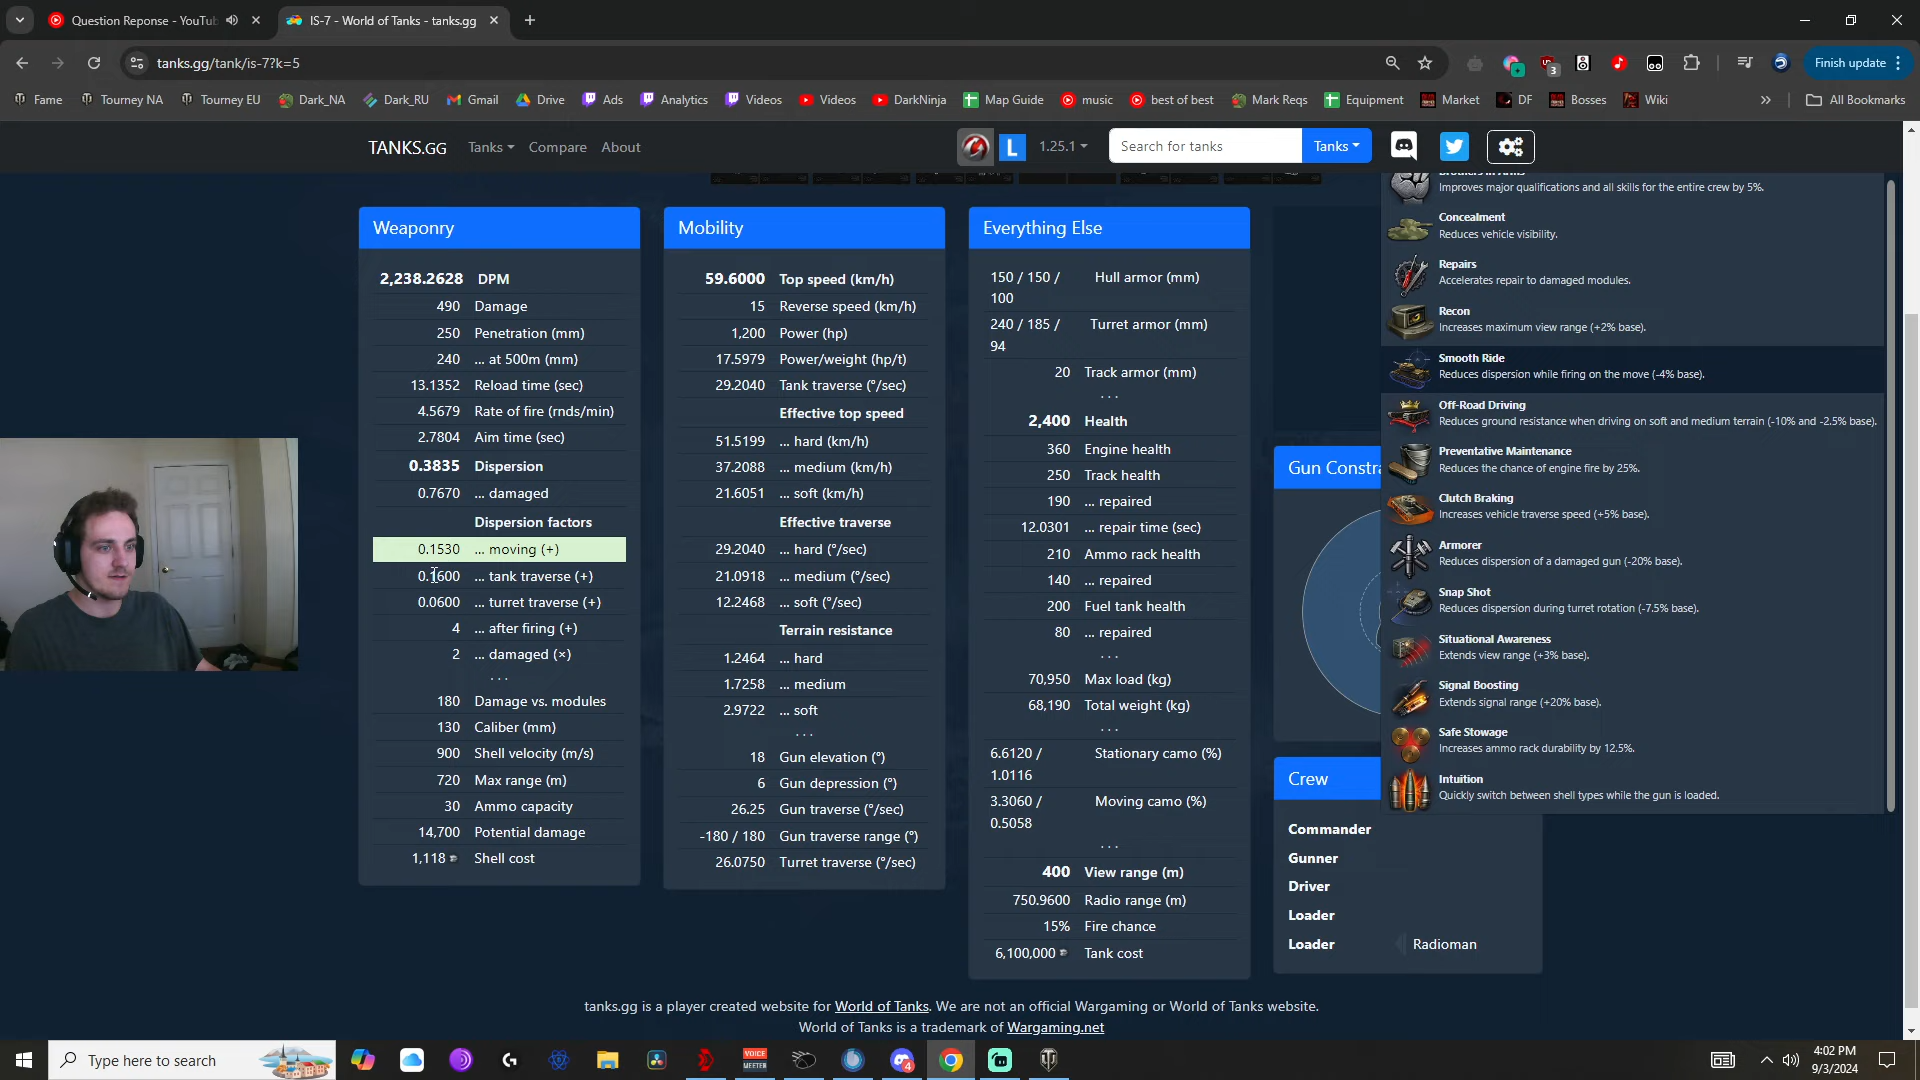 Question Reponse - YouTub
IS-7 - World of Tanks - tanks.gg
tanks.gg/tank/is-7?k=5
Finish update
Fame
Tourney NA
Tourney EU
Dark_NA
Dark_RU
Gmail
Drive
Ads
Analytics
Videos
Videos
DarkNinja
Map Guide
music
best of best
Mark Reqs
Equipment
Market
DF
Bosses
Wiki
All Bookmarks
TANKS.GG
Tanks
Compare
About
L
1.25.1
Search for tanks
Tanks
Weaponry
2,238.2628 DPM
490 Damage
250 Penetration (mm)
240 ... at 500m (mm)
13.1352 Reload time (sec)
4.5679 Rate of fire (rnds/min)
2.7804 Aim time (sec)
0.3835 Dispersion
0.7670 ... damaged
Dispersion factors
0.1530 ... moving (+)
0.1600 ... tank traverse (+)
0.0600 ... turret traverse (+)
4 ... after firing (+)
2 ... damaged (×)
...
180 Damage vs. modules
130 Caliber (mm)
900 Shell velocity (m/s)
720 Max range (m)
30 Ammo capacity
14,700 Potential damage
1,118 Shell cost
Mobility
59.6000 Top speed (km/h)
15 Reverse speed (km/h)
1,200 Power (hp)
17.5979 Power/weight (hp/t)
29.2040 Tank traverse (°/sec)
Effective top speed
51.5199 ... hard (km/h)
37.2088 ... medium (km/h)
21.6051 ... soft (km/h)
Effective traverse
29.2040 ... hard (°/sec)
21.0918 ... medium (°/sec)
12.2468 ... soft (°/sec)
Terrain resistance
1.2464 ... hard
1.7258 ... medium
2.9722 ... soft
...
18 Gun elevation (°)
6 Gun depression (°)
26.25 Gun traverse (°/sec)
-180 / 180 Gun traverse range (°)
26.0750 Turret traverse (°/sec)
Everything Else
150 / 150 / Hull armor (mm)
100
240 / 185 / Turret armor (mm)
94
20 Track armor (mm)
...
2,400 Health
360 Engine health
250 Track health
190 ... repaired
12.0301 ... repair time (sec)
210 Ammo rack health
140 ... repaired
200 Fuel tank health
80 ... repaired
...
70,950 Max load (kg)
68,190 Total weight (kg)
...
6.6120 / Stationary camo (%)
1.0116
3.3060 / Moving camo (%)
0.5058
...
400 View range (m)
750.9600 Radio range (m)
15% Fire chance
6,100,000 Tank cost
Brothers in Arms
Improves major qualifications and all skills for the entire crew by 5%.
Concealment
Reduces vehicle visibility.
Repairs
Accelerates repair to damaged modules.
Recon
Increases maximum view range (+2% base).
Smooth Ride
Reduces dispersion while firing on the move (-4% base).
Off-Road Driving
Reduces ground resistance when driving on soft and medium terrain (-10% and -2.5% base).
Preventative Maintenance
Reduces the chance of engine fire by 25%.
Clutch Braking
Increases vehicle traverse speed (+5% base).
Armorer
Reduces dispersion of a damaged gun (-20% base).
Snap Shot
Reduces dispersion during turret rotation (-7.5% base).
Situational Awareness
Extends view range (+3% base).
Signal Boosting
Extends signal range (+20% base).
Safe Stowage
Increases ammo rack durability by 12.5%.
Intuition
Quickly switch between shell types while the gun is loaded.
Gun Constra
Crew
Commander
Gunner
Driver
Loader
Loader Radioman
tanks.gg is a player created website for World of Tanks. We are not an official Wargaming or World of Tanks website.
World of Tanks is a trademark of Wargaming.net
Type here to search
4:02 PM
9/3/2024